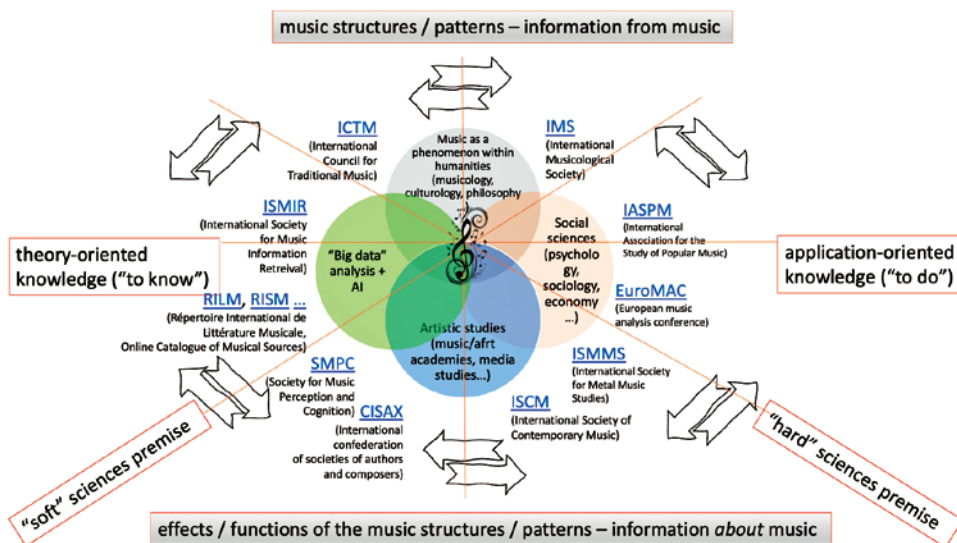 music structures / patterns – information from music
ICTM
(International
Council for
Traditional Music)
Music as a
phenomenon within
humanities
(musicology,
culturology, philosophy
IMS
(International
Musicological
Society)
ISMIR
(International Society
for Music
Information
Retreival)
IASPM
(International
Association for the
Study of Popular Music)
theory-oriented
knowledge (“to know”)
“Big data”
analysis +
AI
Social
sciences
(psycholo
gy,
sociology,
economy
...)
application-oriented
knowledge (“to do”)
RILM, RISM ...
(Répertoire International de
Littérature Musicale,
Online Catalogue of Musical Sources)
EuroMAC
(European music
analysis conference)
Artistic studies
(music/afrt
academies, media
studies...)
SMPC
(Society for Music
Perception and
Cognition)
ISMMS
(International Society
for Metal Music
Studies)
CISAX
(International
confederation
of societies of authors
and composers)
ISCM
(International Society of
Contemporary Music)
“soft” sciences premise
“hard” sciences premise
effects / functions of the music structures / patterns – information about music